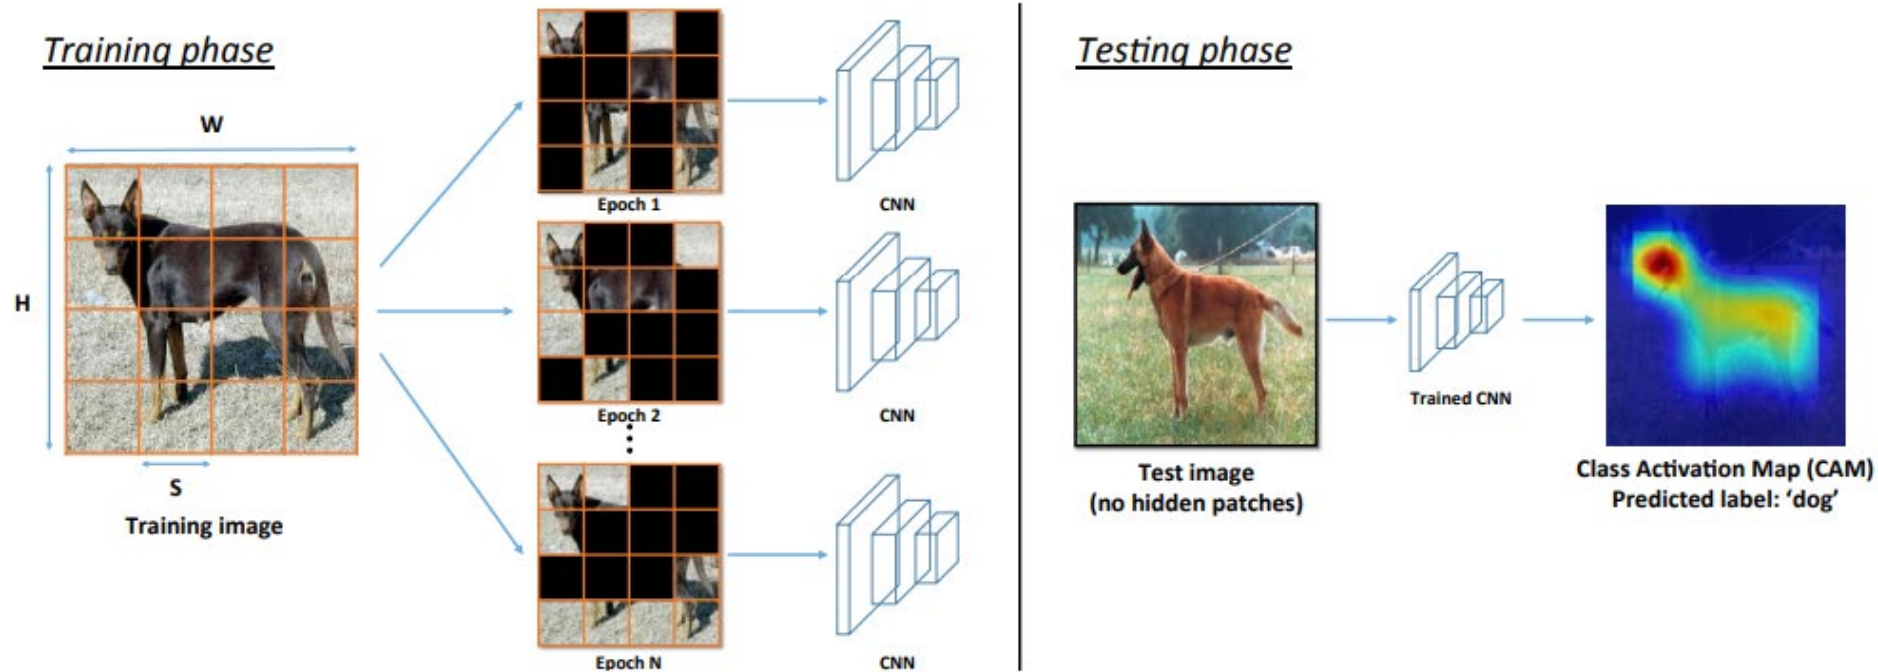 Training phase
W
H
S
Training image
Epoch 1
CNN
Epoch 2
CNN
Epoch N
CNN
Testing phase
Test image
(no hidden patches)
Trained CNN
Class Activation Map (CAM)
Predicted label: ‘dog’